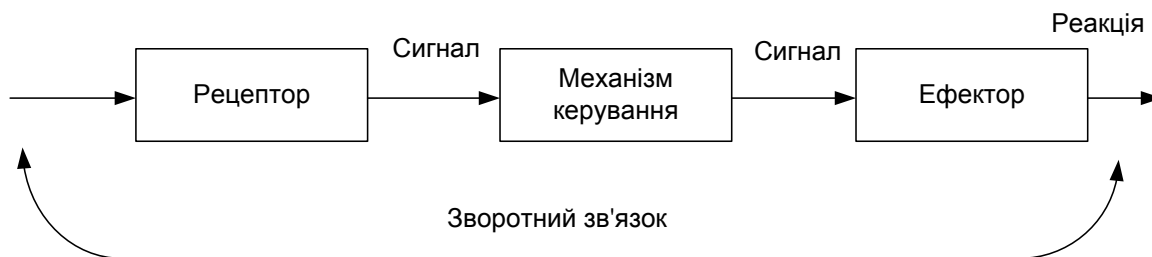 Реакція
Сигнал
Сигнал
Рецептор
Механізм
керування
Ефектор
Зворотний зв'язок